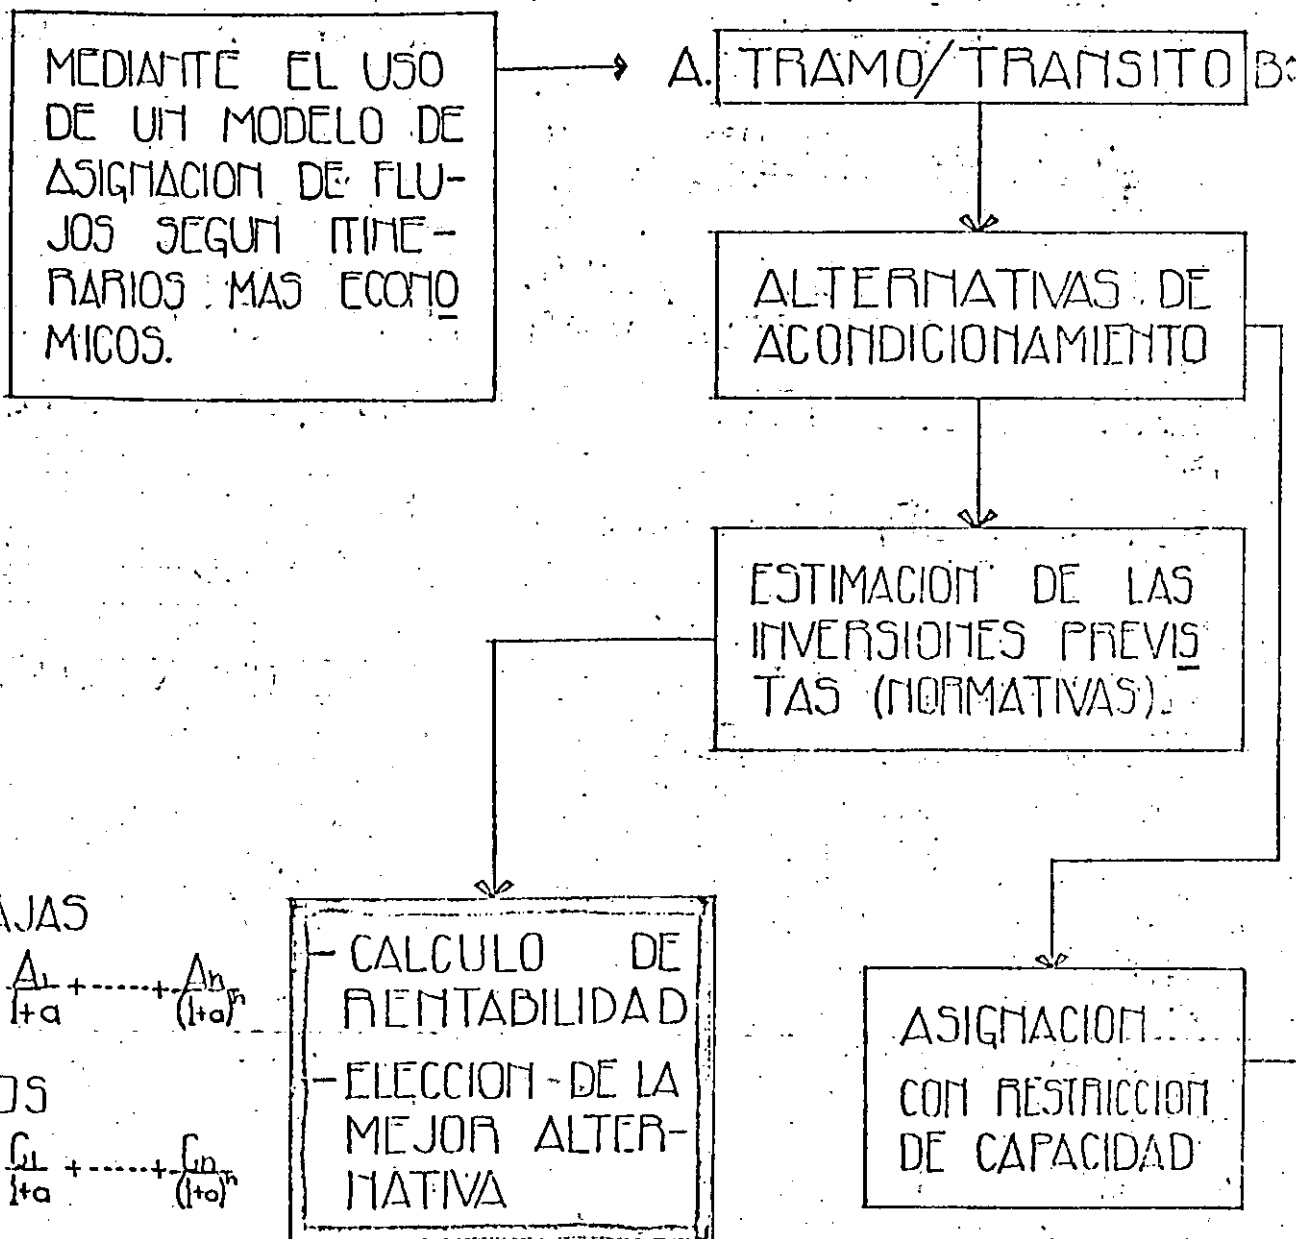 MEDIANTE EL USO
DE UN MODELO DE
ASIGNACION DE FLU-
JOS SEGUN ITINE-
RARIOS MAS ECONO
MICOS.
A. TRAMO/TRANSITO B:
ALTERNATIVAS DE
ACONDICIONAMIENTO
ESTIMACION DE LAS
INVERSIONES PREVIS
TAS (NORMATIVAS).
AJAS
A1/1+a + ----- + An/(1+a)^n
OS
C1/1+a + ----- + Cn/(1+a)^n
- CALCULO DE
RENTABILIDAD
- ELECCION DE LA
MEJOR ALTER-
NATIVA
ASIGNACION
CON RESTRICCION
DE CAPACIDAD